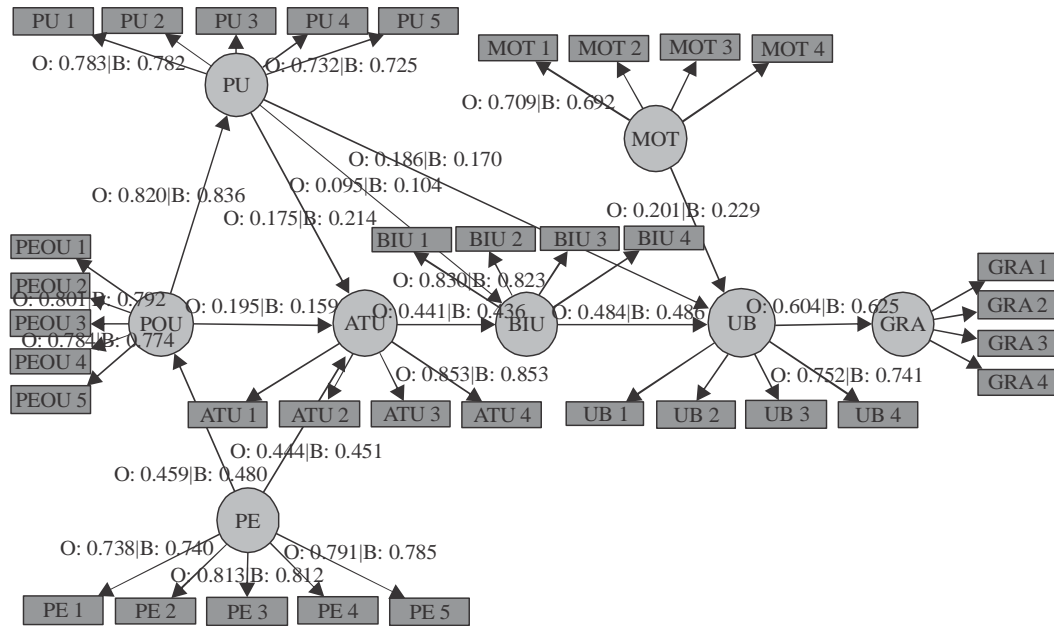 PU 1 PU 2 PU 3 PU 4 PU 5
MOT 1 MOT 2 MOT 3 MOT 4
O: 0.783|B: 0.782
O: 0.732|B: 0.725
PU
O: 0.709|B: 0.692
MOT
O: 0.186|B: 0.170
O: 0.095|B: 0.104
O: 0.820|B: 0.836
O: 0.175|B: 0.214
O: 0.201|B: 0.229
BIU 1 BIU 2 BIU 3 BIU 4
PEOU 1
PEOU 2
PEOU 3
PEOU 4
PEOU 5
O: 0.801|B: 0.792
O: 0.784|B: 0.774
O: 0.830|B: 0.823
POU
O: 0.195|B: 0.159
ATU
O: 0.441|B: 0.436
BIU
O: 0.484|B: 0.486
UB
O: 0.604|B: 0.625
GRA
GRA 1
GRA 2
GRA 3
GRA 4
O: 0.853|B: 0.853
O: 0.752|B: 0.741
ATU 1 ATU 2 ATU 3 ATU 4
UB 1 UB 2 UB 3 UB 4
O: 0.444|B: 0.451
O: 0.459|B: 0.480
PE
O: 0.738|B: 0.740
O: 0.791|B: 0.785
O: 0.813|B: 0.812
PE 1 PE 2 PE 3 PE 4 PE 5